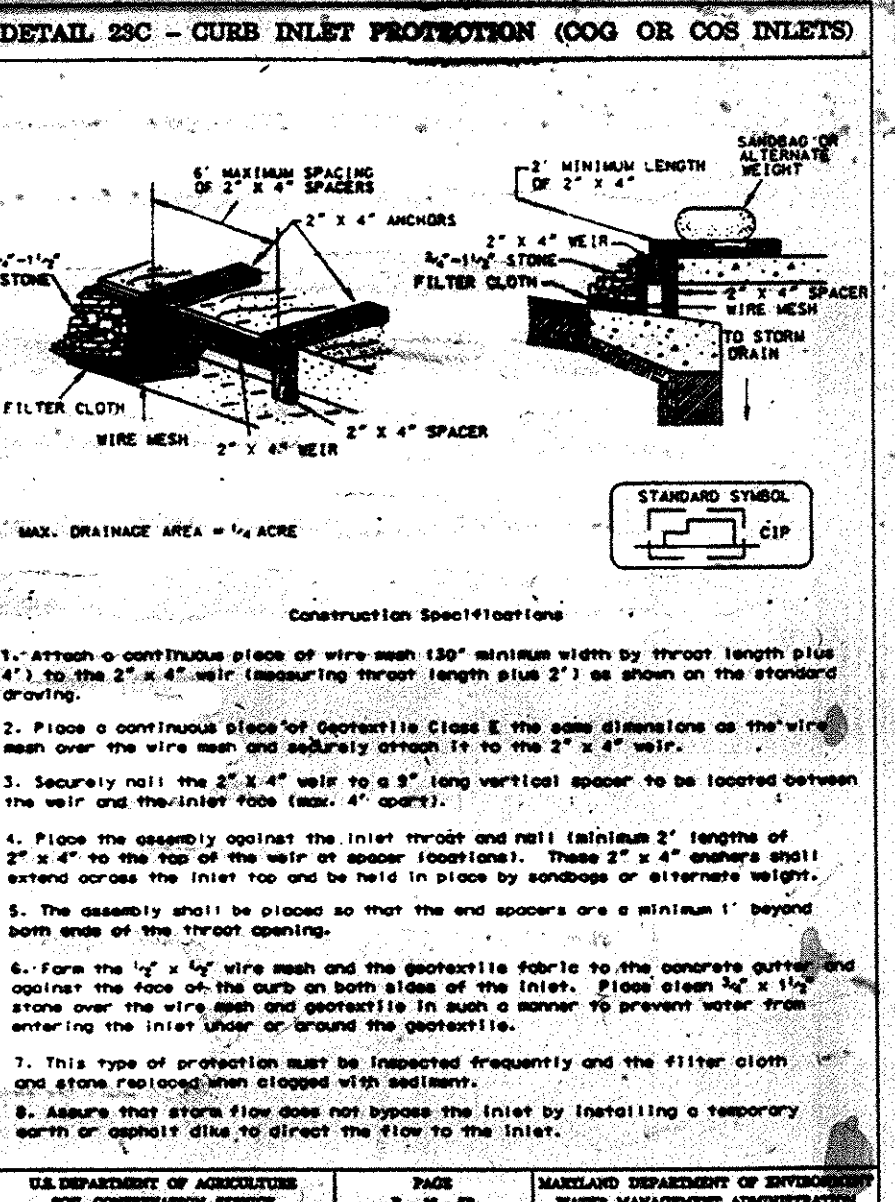 DETAIL 23C - CURB INLET PROTECTION (COG OR COS INLETS)
6' MAXIMUM SPACING
OF 2" X 4" SPACERS
2" X 4" ANCHORS
"-1 1/2"
STONE
FILTER CLOTH
WIRE MESH
2" X 4" WEIR
2" X 4" SPACER
2' MINIMUM LENGTH
OF 2" X 4"
SANDBAG OR
ALTERNATE
WEIGHT
2" X 4" WEIR
3/4"-1 1/2" STONE
FILTER CLOTH
2" X 4" SPACER
WIRE MESH
TO STORM
DRAIN
STANDARD SYMBOL
CIP
MAX. DRAINAGE AREA = 1/4 ACRE
Construction Specifications
1. Attach a continuous piece of wire mesh (30" minimum width by throat length plus
4') to the 2" x 4" weir (measuring throat length plus 2') as shown on the standard
drawing.
2. Place a continuous piece of Geotextile Class E the same dimensions as the wire
mesh over the wire mesh and securely attach it to the 2" x 4" weir.
3. Securely nail the 2" X 4" weir to a 9" long vertical spacer to be located between
the weir and the inlet face (max. 4' apart).
4. Place the assembly against the inlet throat and nail (minimum 2' lengths of
2" x 4" to the top of the weir at spacer locations). These 2" x 4" anchors shall
extend across the inlet top and be held in place by sandbags or alternate weight.
5. The assembly shall be placed so that the end spacers are a minimum 1' beyond
both ends of the throat opening.
6. Form the 1/2" x 1/2" wire mesh and the geotextile fabric to the concrete gutter and
against the face of the curb on both sides of the inlet. Place clean 3/4" x 1 1/2"
stone over the wire mesh and geotextile in such a manner to prevent water from
entering the inlet under or around the geotextile.
7. This type of protection must be inspected frequently and the filter cloth
and stone replaced when clogged with sediment.
8. Assure that storm flow does not bypass the inlet by installing a temporary
earth or asphalt dike to direct the flow to the inlet.
U.S. DEPARTMENT OF AGRICULTURE
PAGE
MARYLAND DEPARTMENT OF ENVIRONMENT
SOIL CONSERVATION SERVICE
WATER MANAGEMENT ADMINISTRATION